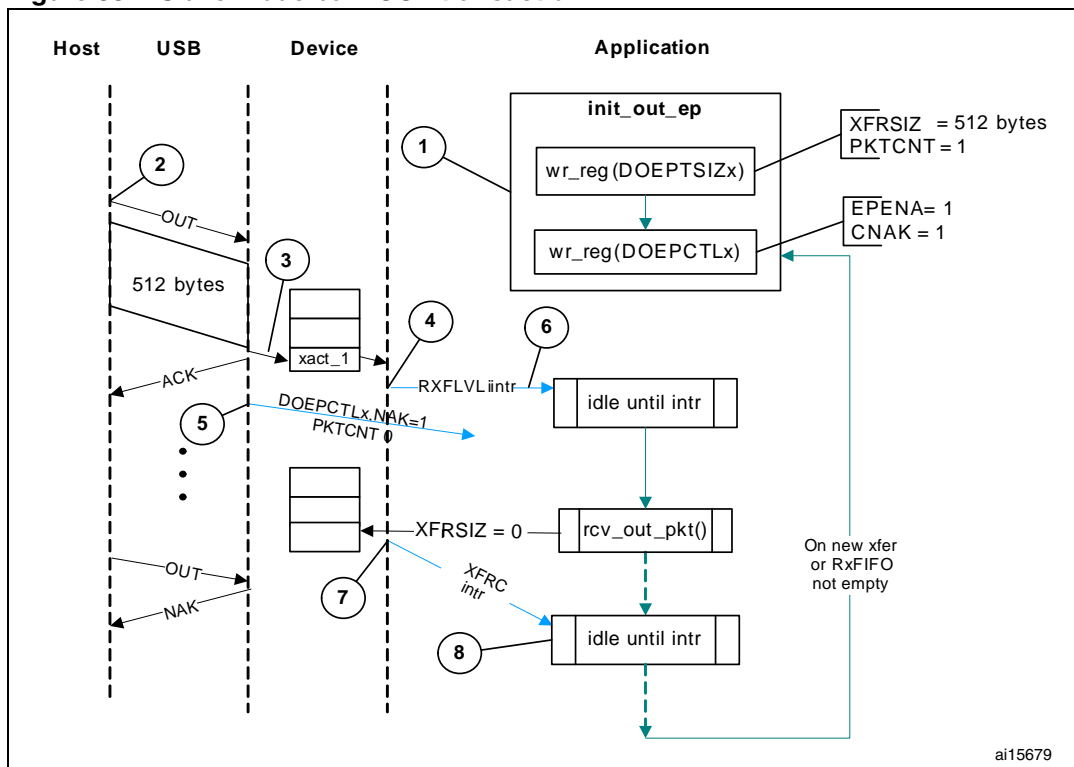 Host
USB
Device
Application
init_out_ep
XFRSIZ = 512 bytes
PKTCNT = 1
1
wr_reg(DOEPTSIZx)
2
OUT
EPENA= 1
CNAK = 1
wr_reg(DOEPCTLx)
3
512 bytes
4
6
xact_1
ACK
RXFLVL iintr
idle until intr
5
DOEPCTLx.NAK=1
PKTCNT 0
XFRSIZ = 0
rcv_out_pkt()
On new xfer
or RxFIFO
not empty
OUT
XFRC
intr
7
NAK
idle until intr
8
ai15679